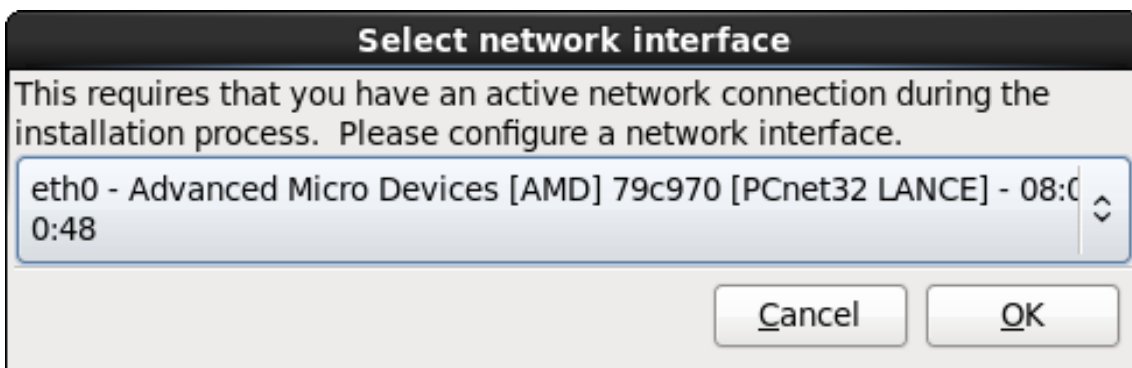 Select network interface
This requires that you have an active network connection during the
installation process.  Please configure a network interface.
eth0 - Advanced Micro Devices [AMD] 79c970 [PCnet32 LANCE] - 08:0
0:48
Cancel
OK